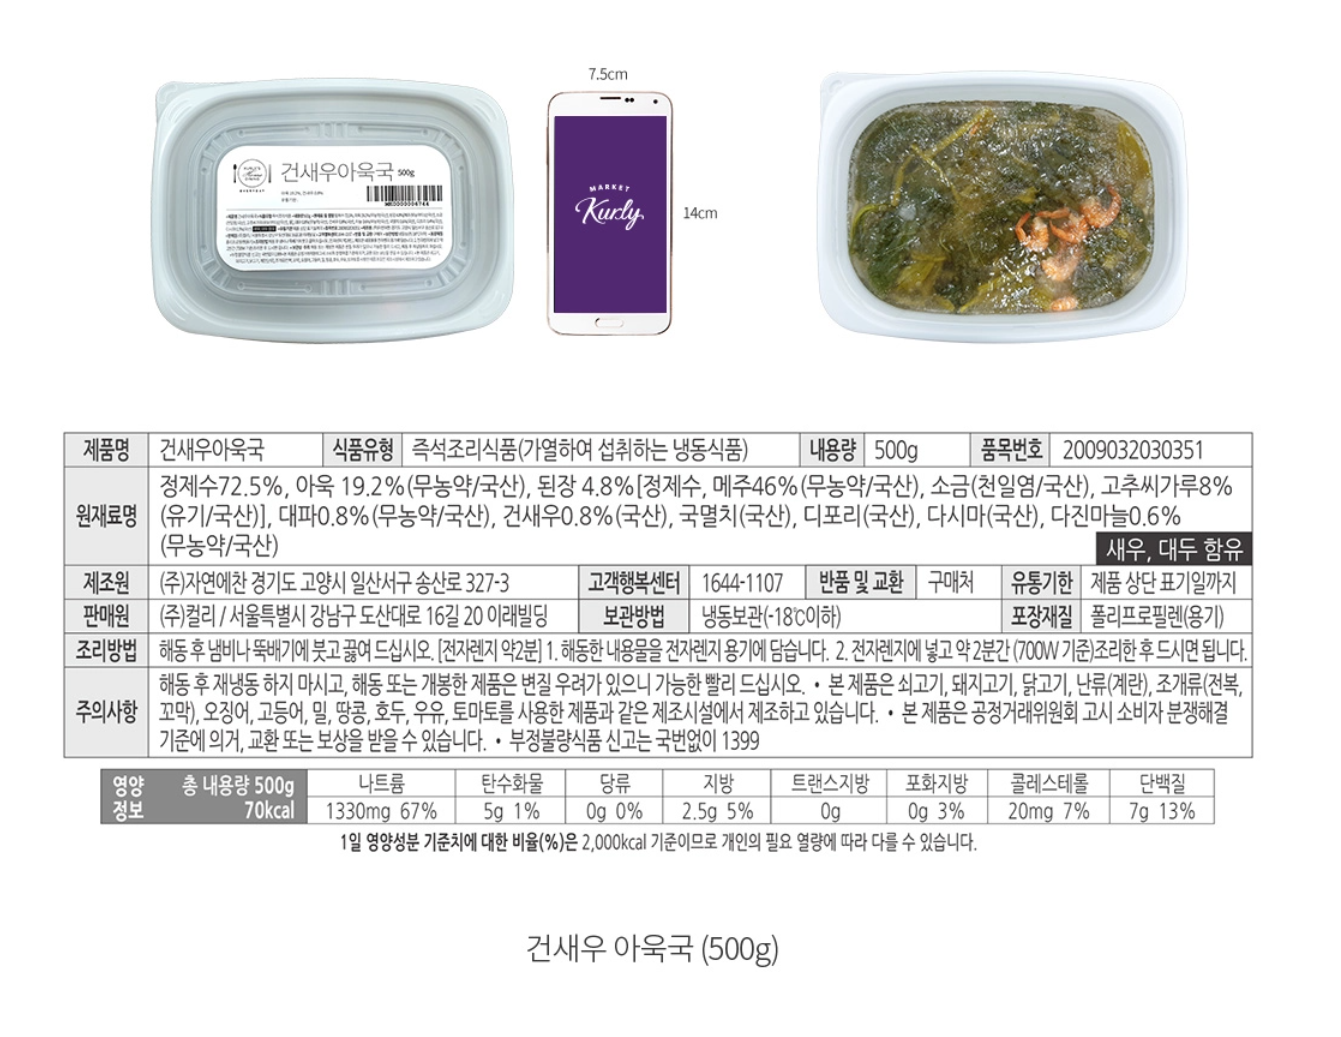 7.5cm
건새우아욱국 500g
MARKET
Kurly
14cm
제품명 건새우아욱국 식품유형 즉석조리식품(가열하여 섭취하는 냉동식품) 내용량 500g 품목번호 2009032030351
원재료명 정제수72.5%, 아욱 19.2%(무농약/국산), 된장 4.8%[정제수, 메주46%(무농약/국산), 소금(천일염/국산), 고추씨가루8%
(유기/국산)], 대파0.8%(무농약/국산), 건새우0.8%(국산), 국멸치(국산), 디포리(국산), 다시마(국산), 다진마늘0.6%
(무농약/국산) 새우, 대두 함유
제조원 (주)자연에찬 경기도 고양시 일산서구 송산로 327-3 고객행복센터 1644-1107 반품 및 교환 구매처 유통기한 제품 상단 표기일까지
판매원 (주)컬리 / 서울특별시 강남구 도산대로 16길 20 이래빌딩 보관방법 냉동보관(-18℃이하) 포장재질 폴리프로필렌(용기)
조리방법 해동 후 냄비나 뚝배기에 붓고 끓여 드십시오. [전자렌지 약2분] 1. 해동한 내용물을 전자렌지 용기에 담습니다. 2. 전자렌지에 넣고 약 2분간 (700W 기준)조리한 후 드시면 됩니다.
주의사항 해동 후 재냉동 하지 마시고, 해동 또는 개봉한 제품은 변질 우려가 있으니 가능한 빨리 드십시오. • 본 제품은 쇠고기, 돼지고기, 닭고기, 난류(계란), 조개류(전복,
꼬막), 오징어, 고등어, 밀, 땅콩, 호두, 우유, 토마토를 사용한 제품과 같은 제조시설에서 제조하고 있습니다. • 본 제품은 공정거래위원회 고시 소비자 분쟁해결
기준에 의거, 교환 또는 보상을 받을 수 있습니다. • 부정불량식품 신고는 국번없이 1399
영양 총 내용량 500g 나트륨 탄수화물 당류 지방 트랜스지방 포화지방 콜레스테롤 단백질
정보 70kcal 1330mg 67% 5g 1% 0g 0% 2.5g 5% 0g 0g 3% 20mg 7% 7g 13%
1일 영양성분 기준치에 대한 비율(%)은 2,000kcal 기준이므로 개인의 필요 열량에 따라 다를 수 있습니다.
건새우 아욱국 (500g)